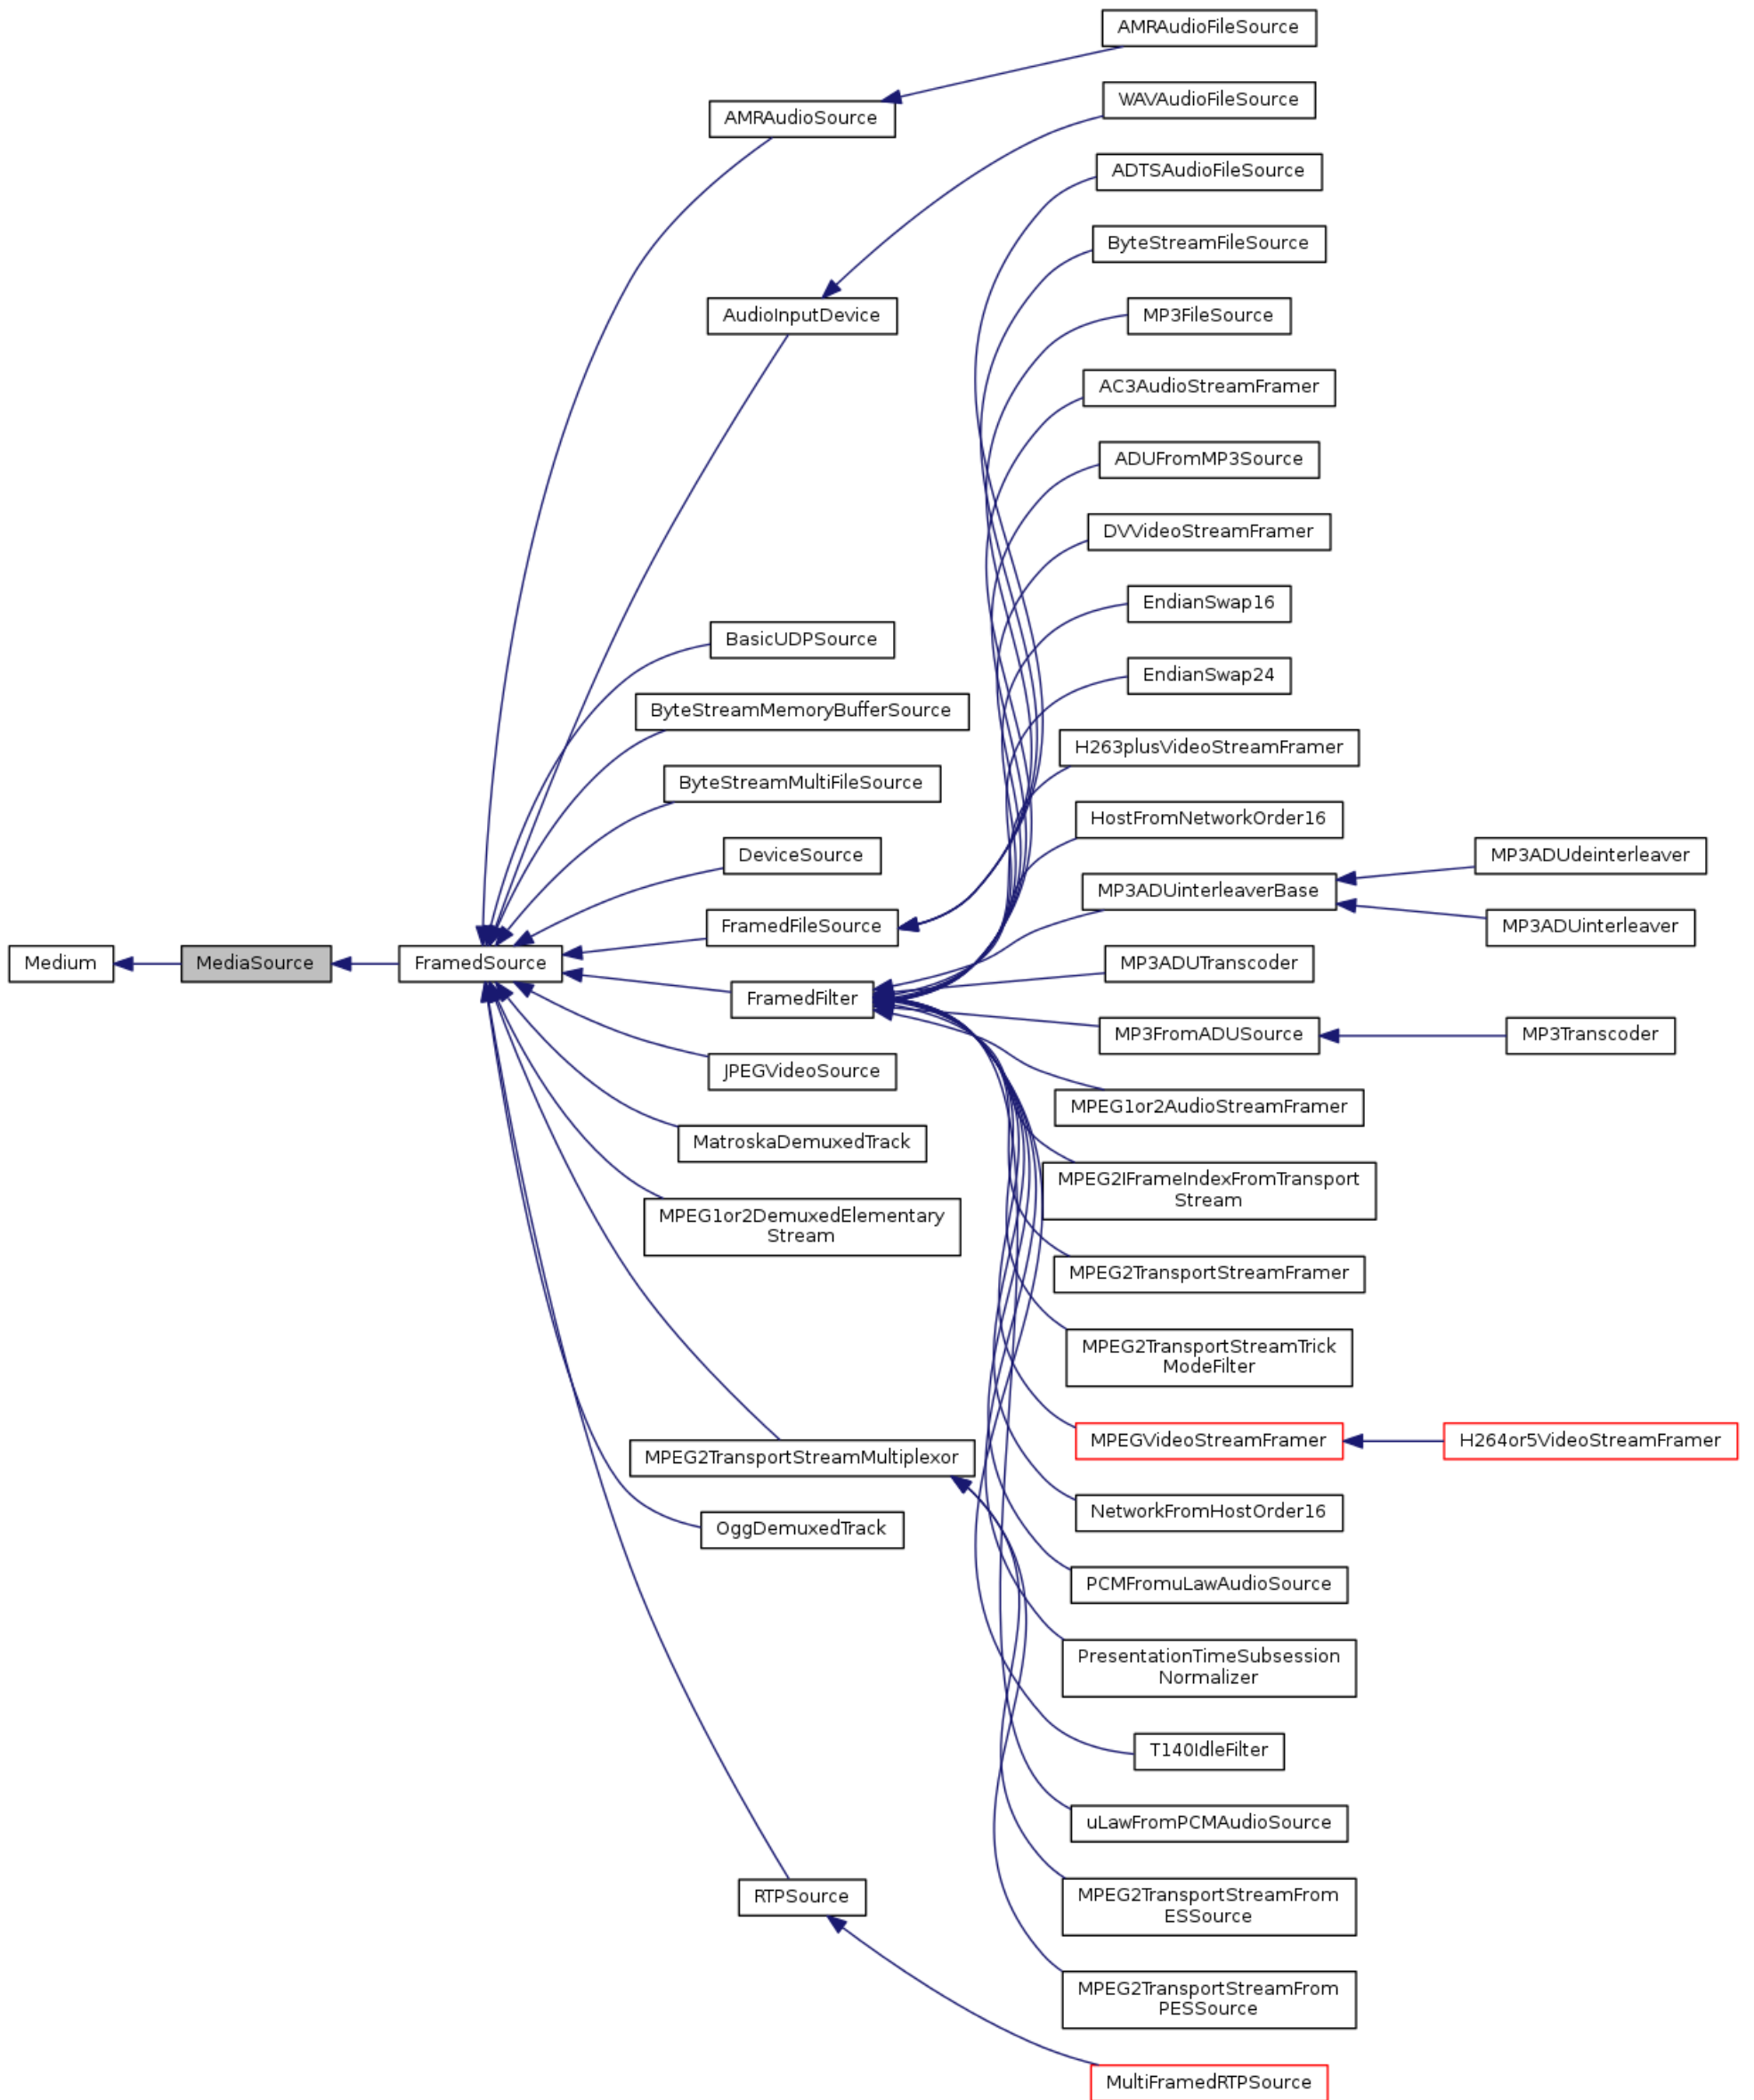 AMRAudioFileSource
WAVAudioFileSource
AMRAudioSource
ADTSAudioFileSource
ByteStreamFileSource
AudioInputDevice
MP3FileSource
AC3AudioStreamFramer
ADUFromMP3Source
DVVideoStreamFramer
EndianSwap16
BasicUDPSource
EndianSwap24
ByteStreamMemoryBufferSource
H263plusVideoStreamFramer
ByteStreamMultiFileSource
HostFromNetworkOrder16
DeviceSource
MP3ADUdeinterleaver
MP3ADUinterleaverBase
FramedFileSource
MP3ADUinterleaver
Medium
MediaSource
FramedSource
MP3ADUTranscoder
FramedFilter
MP3FromADUSource
MP3Transcoder
JPEGVideoSource
MPEG1or2AudioStreamFramer
MatroskaDemuxedTrack
MPEG2IFrameIndexFromTransport
Stream
MPEG1or2DemuxedElementary
Stream
MPEG2TransportStreamFramer
MPEG2TransportStreamTrick
ModeFilter
MPEGVideoStreamFramer
H264or5VideoStreamFramer
MPEG2TransportStreamMultiplexor
NetworkFromHostOrder16
OggDemuxedTrack
PCMFromuLawAudioSource
PresentationTimeSubsession
Normalizer
T140IdleFilter
uLawFromPCMAudioSource
RTPSource
MPEG2TransportStreamFrom
ESSource
MPEG2TransportStreamFrom
PESSource
MultiFramedRTPSource